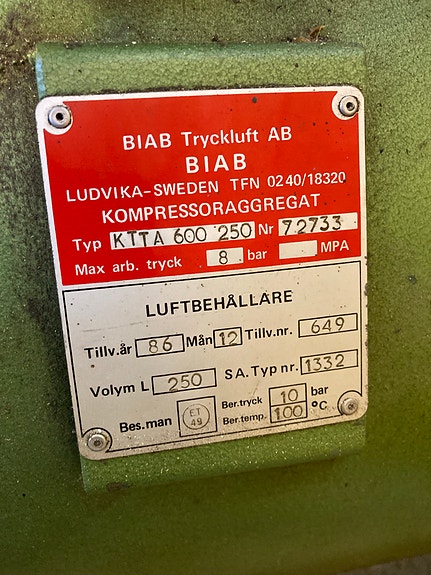 BIAB Tryckluft AB
BIAB
LUDVIKA-SWEDEN TFN 0240/18320
KOMPRESSORAGGREGAT
Typ KTTA 600 250 Nr 72733
Max arb. tryck 8 bar MPA
LUFTBEHÅLLARE
Tillv.år 86 Mån 12 Tillv.nr. 649
Volym L 250 S.A. Typ nr. 1332
Bes.man ET 49 Ber.tryck 10 bar
Ber.temp. 100 °C